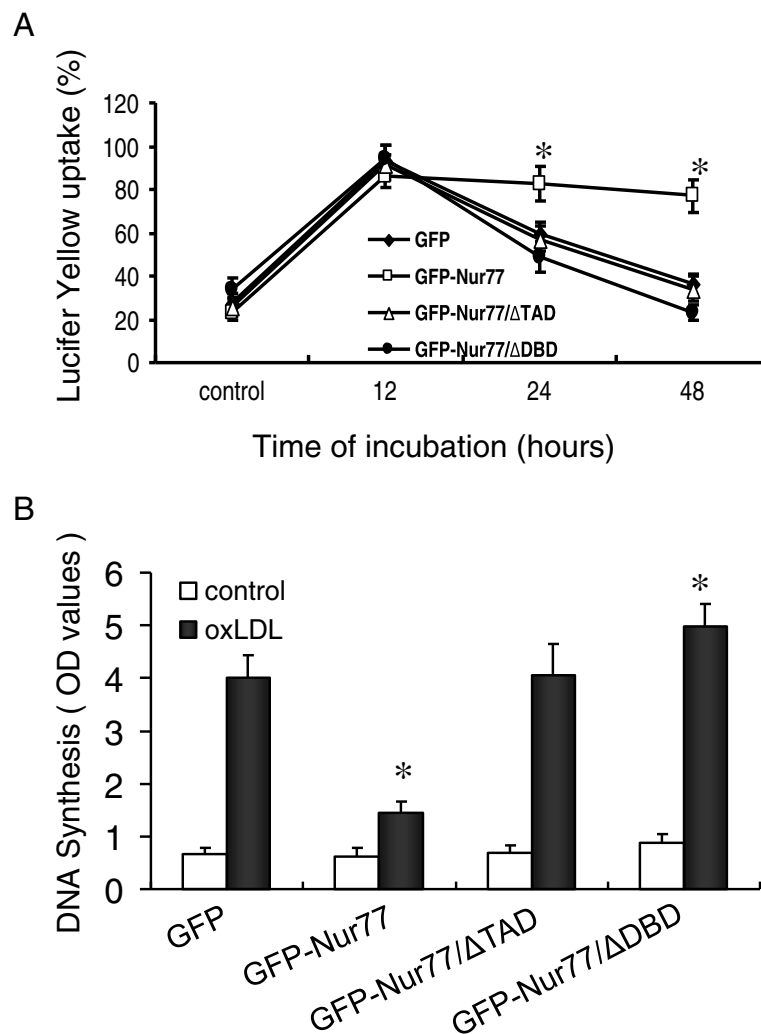 A
Lucifer Yellow uptake (%)
120
100
80
60
40
20
0
*
*
GFP
GFP-Nur77
GFP-Nur77/ΔTAD
GFP-Nur77/ΔDBD
control
12
24
48
Time of incubation (hours)
B
DNA Synthesis ( OD values )
6
5
4
3
2
1
0
control
oxLDL
*
*
GFP
GFP-Nur77
GFP-Nur77/ΔTAD
GFP-Nur77/ΔDBD